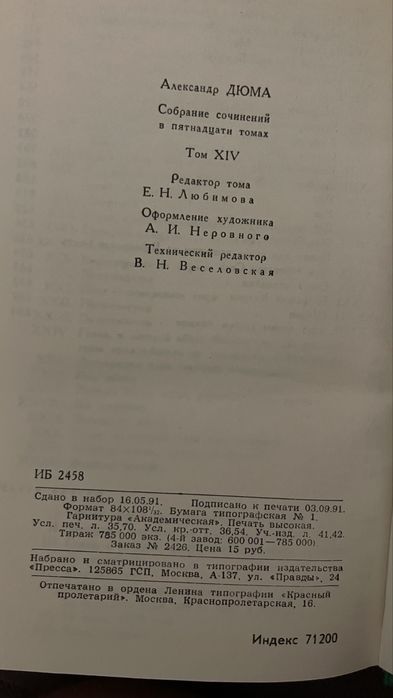 Александр ДЮМА
Собрание сочинений
в пятнадцати томах
Том XIV
Редактор тома
Е. Н. Любимова
Оформление художника
А. И. Неровного
Технический редактор
В. Н. Веселовская
ИБ 2458
Сдано в набор 16.05.91. Подписано к печати 03.09.91.
Формат 84×108¹/₃₂. Бумага типографская № 1.
Гарнитура «Академическая». Печать высокая.
Усл. печ. л. 35,70. Усл. кр.-отт. 36,54. Уч.-изд. л. 41,42.
Тираж 785 000 экз. (4-й завод: 600 001—785 000).
Заказ № 2426. Цена 15 руб.
Набрано и сматрицировано в типографии издательства
«Пресса». 125865 ГСП, Москва, А-137, ул. «Правды», 24
Отпечатано в ордена Ленина типографии «Красный
пролетарий». Москва, Краснопролетарская, 16.
Индекс 71200